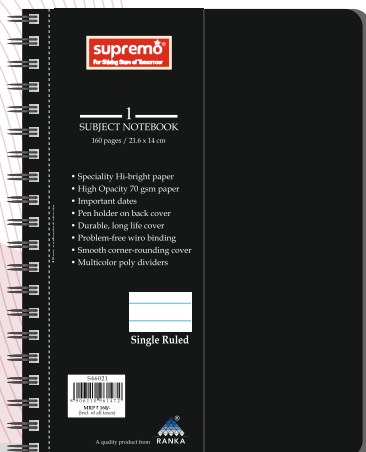 supremo
For Shining Stars of Tomorrow
1
SUBJECT NOTEBOOK
160 pages / 21.6 x 14 cm
• Speciality Hi-bright paper
• High Opacity 70 gsm paper
• Important dates
• Pen holder on back cover
• Durable, long life cover
• Problem-free wiro binding
• Smooth corner-rounding cover
• Multicolor poly dividers
Single Ruled
S46021
MRP ₹ 160/-
(Incl. of all taxes)
A quality product from
RANKA
®